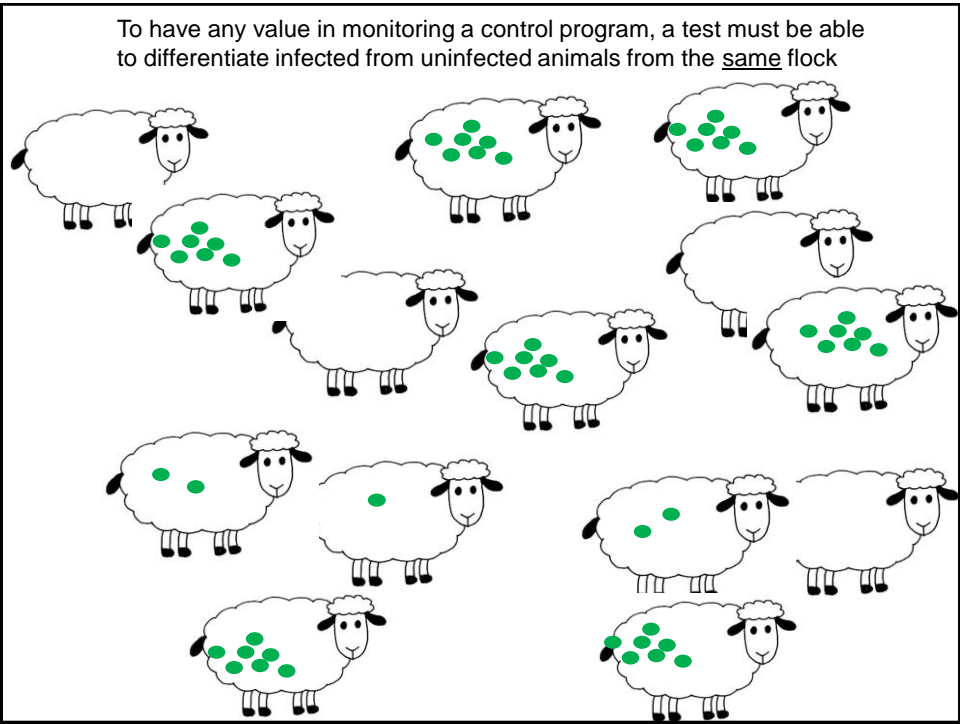 To have any value in monitoring a control program, a test must be able
to differentiate infected from uninfected animals from the same flock